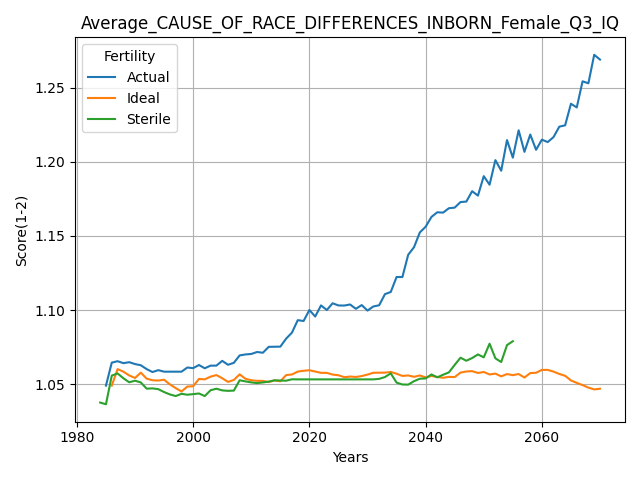 Average_CAUSE_OF_RACE_DIFFERENCES_INBORN_Female_Q3_IQ
Fertility
Actual
Ideal
Sterile
Score(1-2)
1.25
1.20
1.15
1.10
1.05
1980
2000
2020
2040
2060
Years